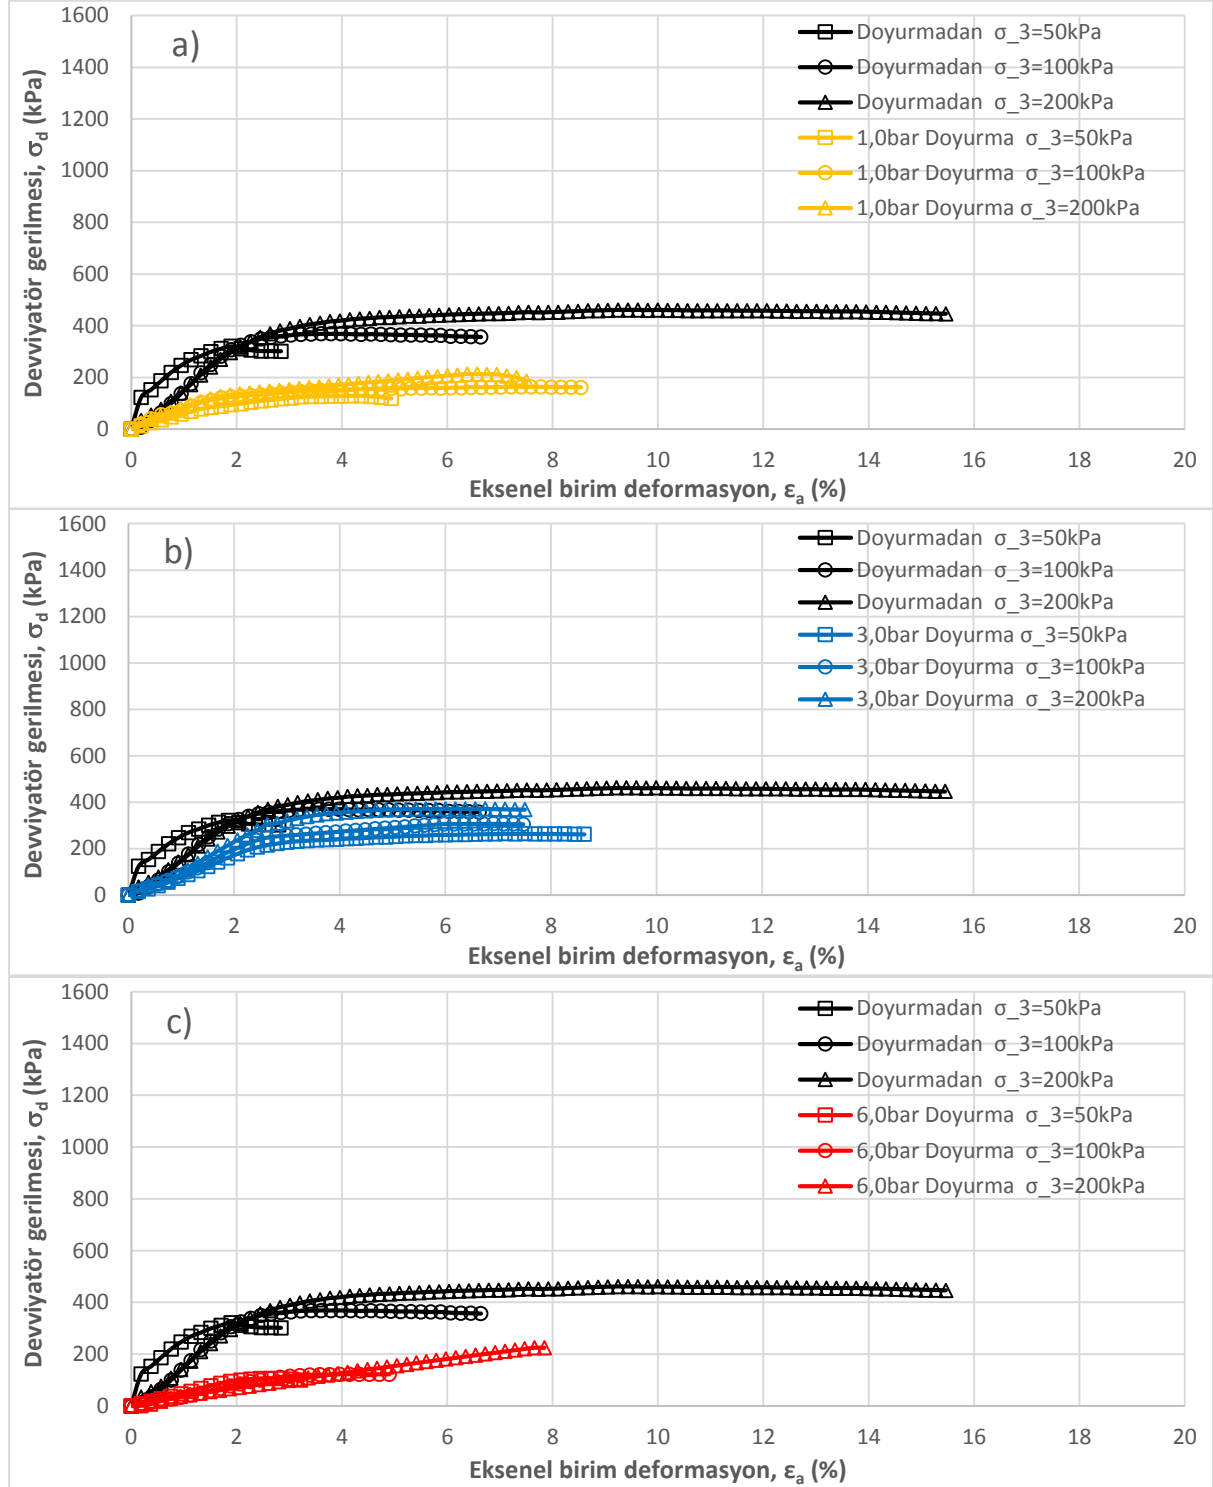 a)
Devviyatör gerilmesi, σd (kPa)
1600
1400
1200
1000
800
600
400
200
0
Doyurmadan σ_3=50kPa
Doyurmadan σ_3=100kPa
Doyurmadan σ_3=200kPa
1,0bar Doyurma σ_3=50kPa
1,0bar Doyurma σ_3=100kPa
1,0bar Doyurma σ_3=200kPa
0 2 4 6 8 10 12 14 16 18 20
Eksenel birim deformasyon, εa (%)
b)
Devviyatör gerilmesi, σd (kPa)
1600
1400
1200
1000
800
600
400
200
0
Doyurmadan σ_3=50kPa
Doyurmadan σ_3=100kPa
Doyurmadan σ_3=200kPa
3,0bar Doyurma σ_3=50kPa
3,0bar Doyurma σ_3=100kPa
3,0bar Doyurma σ_3=200kPa
0 2 4 6 8 10 12 14 16 18 20
Eksenel birim deformasyon, εa (%)
c)
Devviyatör gerilmesi, σd (kPa)
1600
1400
1200
1000
800
600
400
200
0
Doyurmadan σ_3=50kPa
Doyurmadan σ_3=100kPa
Doyurmadan σ_3=200kPa
6,0bar Doyurma σ_3=50kPa
6,0bar Doyurma σ_3=100kPa
6,0bar Doyurma σ_3=200kPa
0 2 4 6 8 10 12 14 16 18 20
Eksenel birim deformasyon, εa (%)